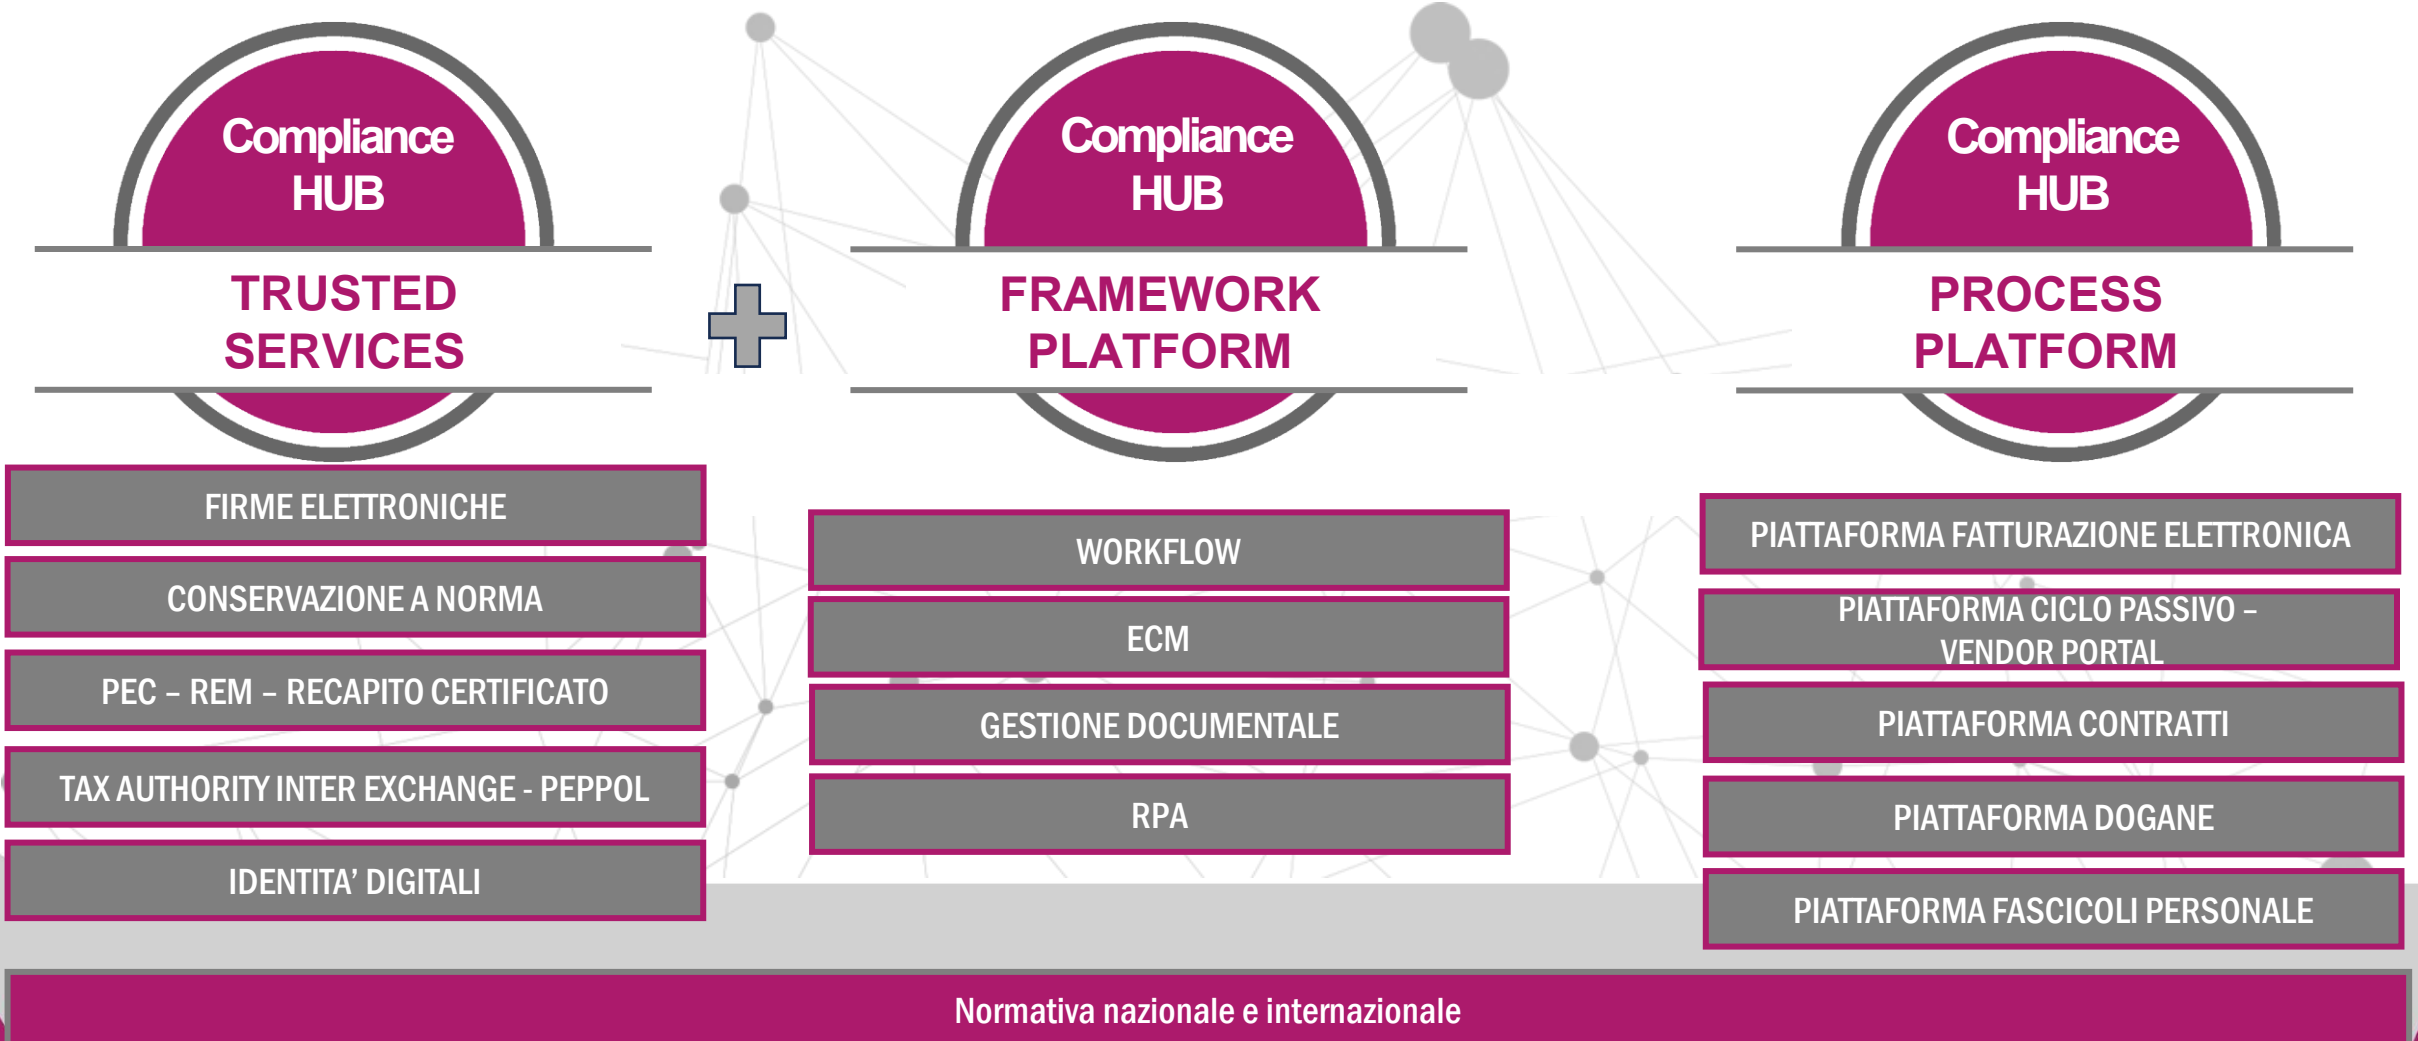 Compliance
HUB
TRUSTED
SERVICES
FIRME ELETTRONICHE
CONSERVAZIONE A NORMA
PEC – REM – RECAPITO CERTIFICATO
TAX AUTHORITY INTER EXCHANGE - PEPPOL
IDENTITA’ DIGITALI
Compliance
HUB
FRAMEWORK
PLATFORM
WORKFLOW
ECM
GESTIONE DOCUMENTALE
RPA
Compliance
HUB
PROCESS
PLATFORM
PIATTAFORMA FATTURAZIONE ELETTRONICA
PIATTAFORMA CICLO PASSIVO –
VENDOR PORTAL
PIATTAFORMA CONTRATTI
PIATTAFORMA DOGANE
PIATTAFORMA FASCICOLI PERSONALE
Normativa nazionale e internazionale